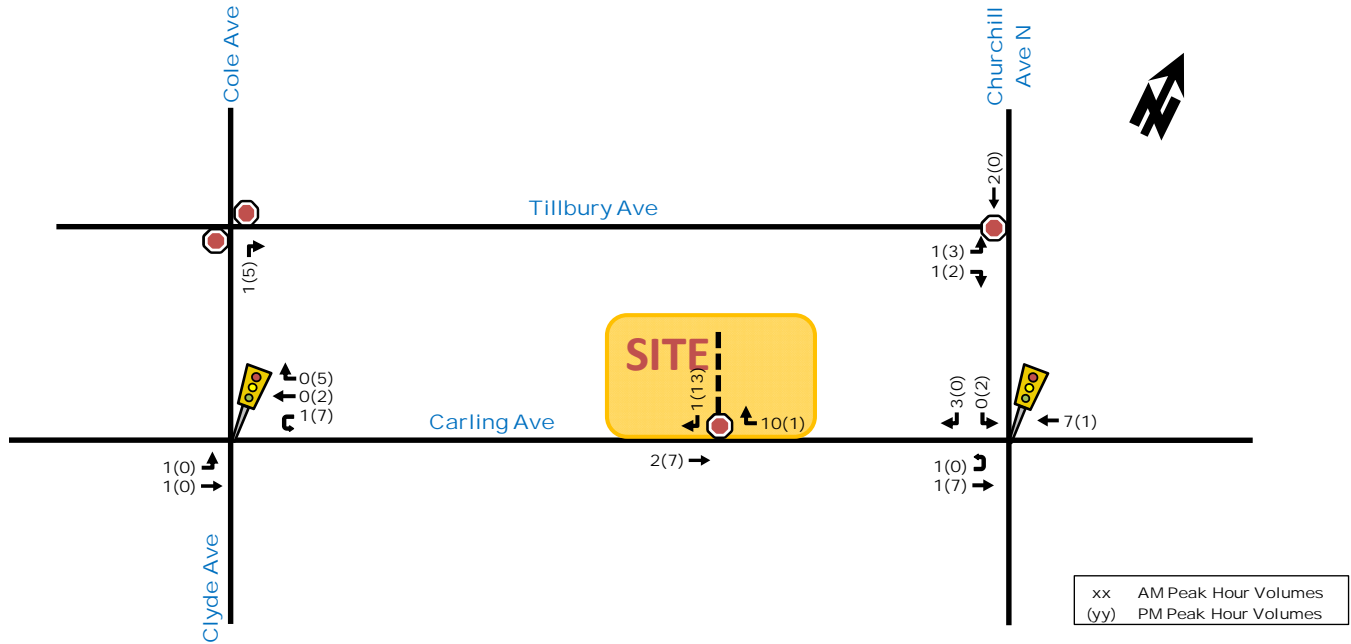 Cole Ave
Churchill
Ave N
N
2(0)
Tillbury Ave
1(5)
1(3)
1(2)
SITE
1(13)
10(1)
0(5)
0(2)
1(7)
Carling Ave
3(0)
0(2)
7(1)
1(0)
1(0)
2(7)
1(0)
1(7)
Clyde Ave
xx AM Peak Hour Volumes
(yy) PM Peak Hour Volumes